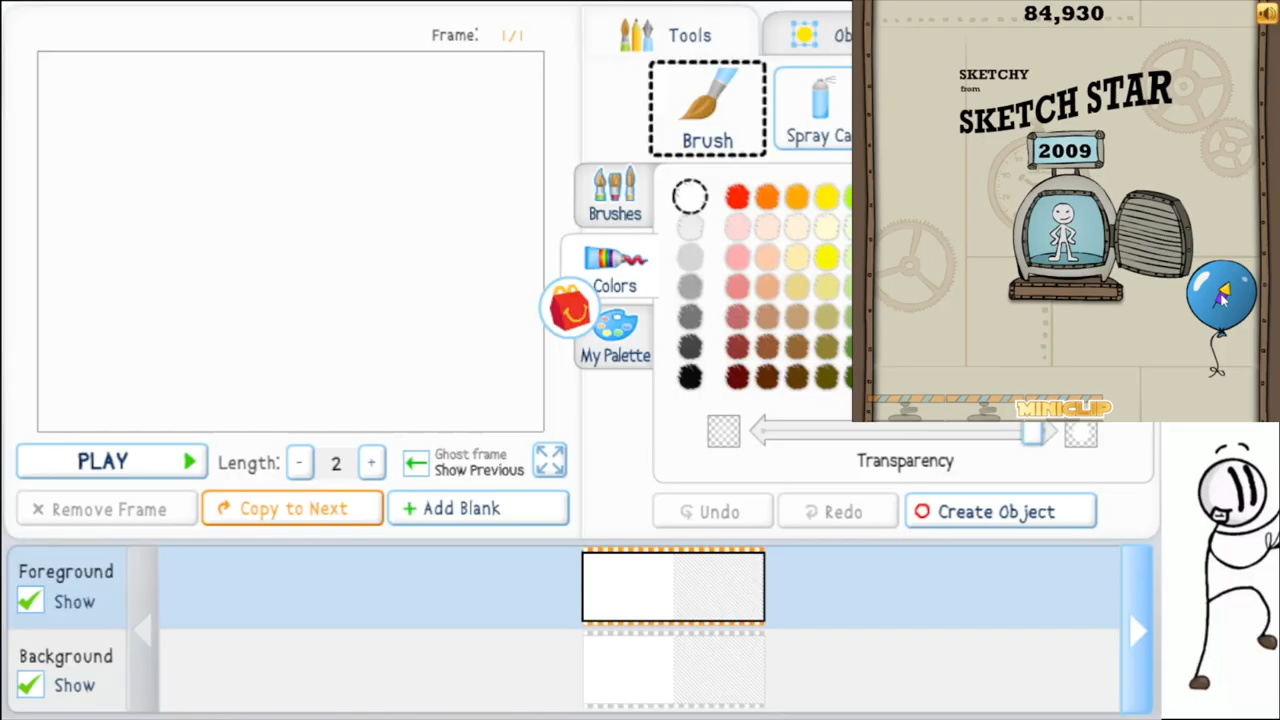 Frame: 1/1
Tools
Ob
Brush
Spray Ca
Brushes
Colors
My Palette
Transparency
PLAY
Length: - 2 +
Ghost frame
Show Previous
Remove Frame
Copy to Next
+ Add Blank
Undo
Redo
Create Object
Foreground
Show
Background
Show
84,930
SKETCHY
from
SKETCH STAR
2009
MINICLIP